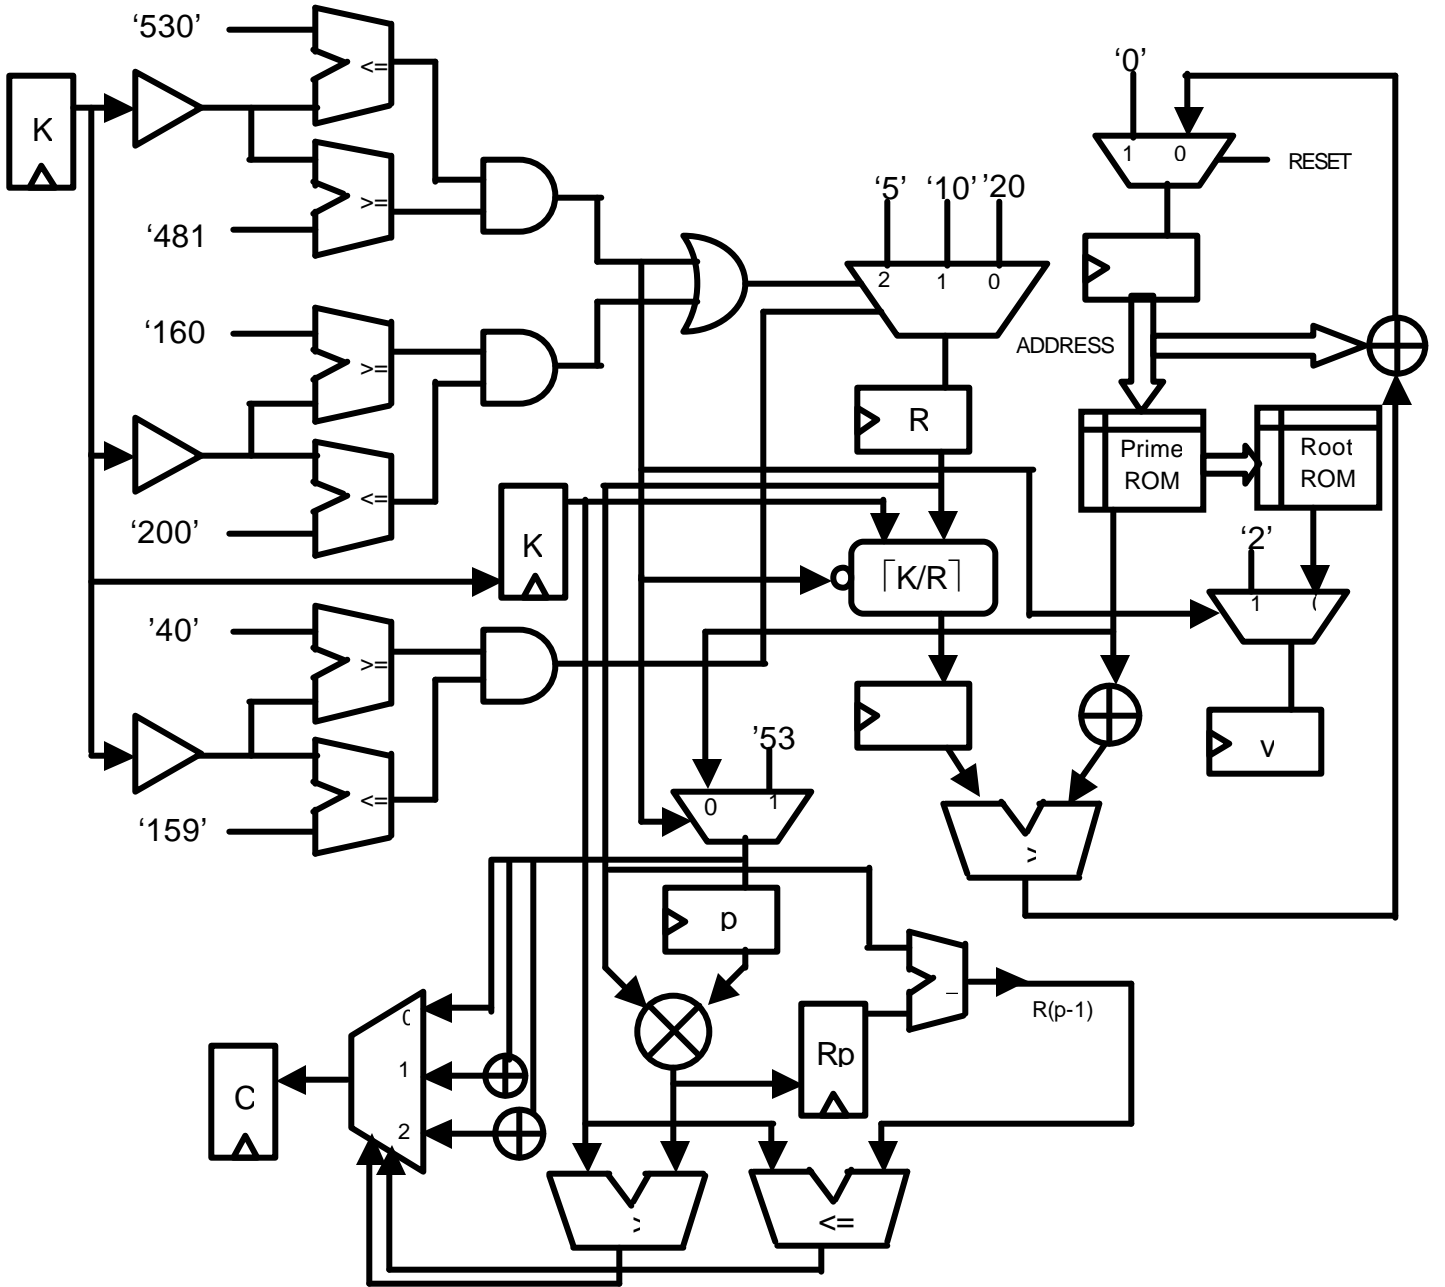 ‘530’
<=
K
>=
‘481
‘160
>=
<=
‘200’
K
’40’
>=
<=
‘159’
‘5’ ‘10’ ’20
2 1 0
R
⌈K/R⌉
‘0’
1 0
RESET
ADDRESS
Prime
ROM
Root
ROM
‘2’
1
v
’53
0 1
p
>
_
R(p-1)
Rp
0
1
2
C
>
<=